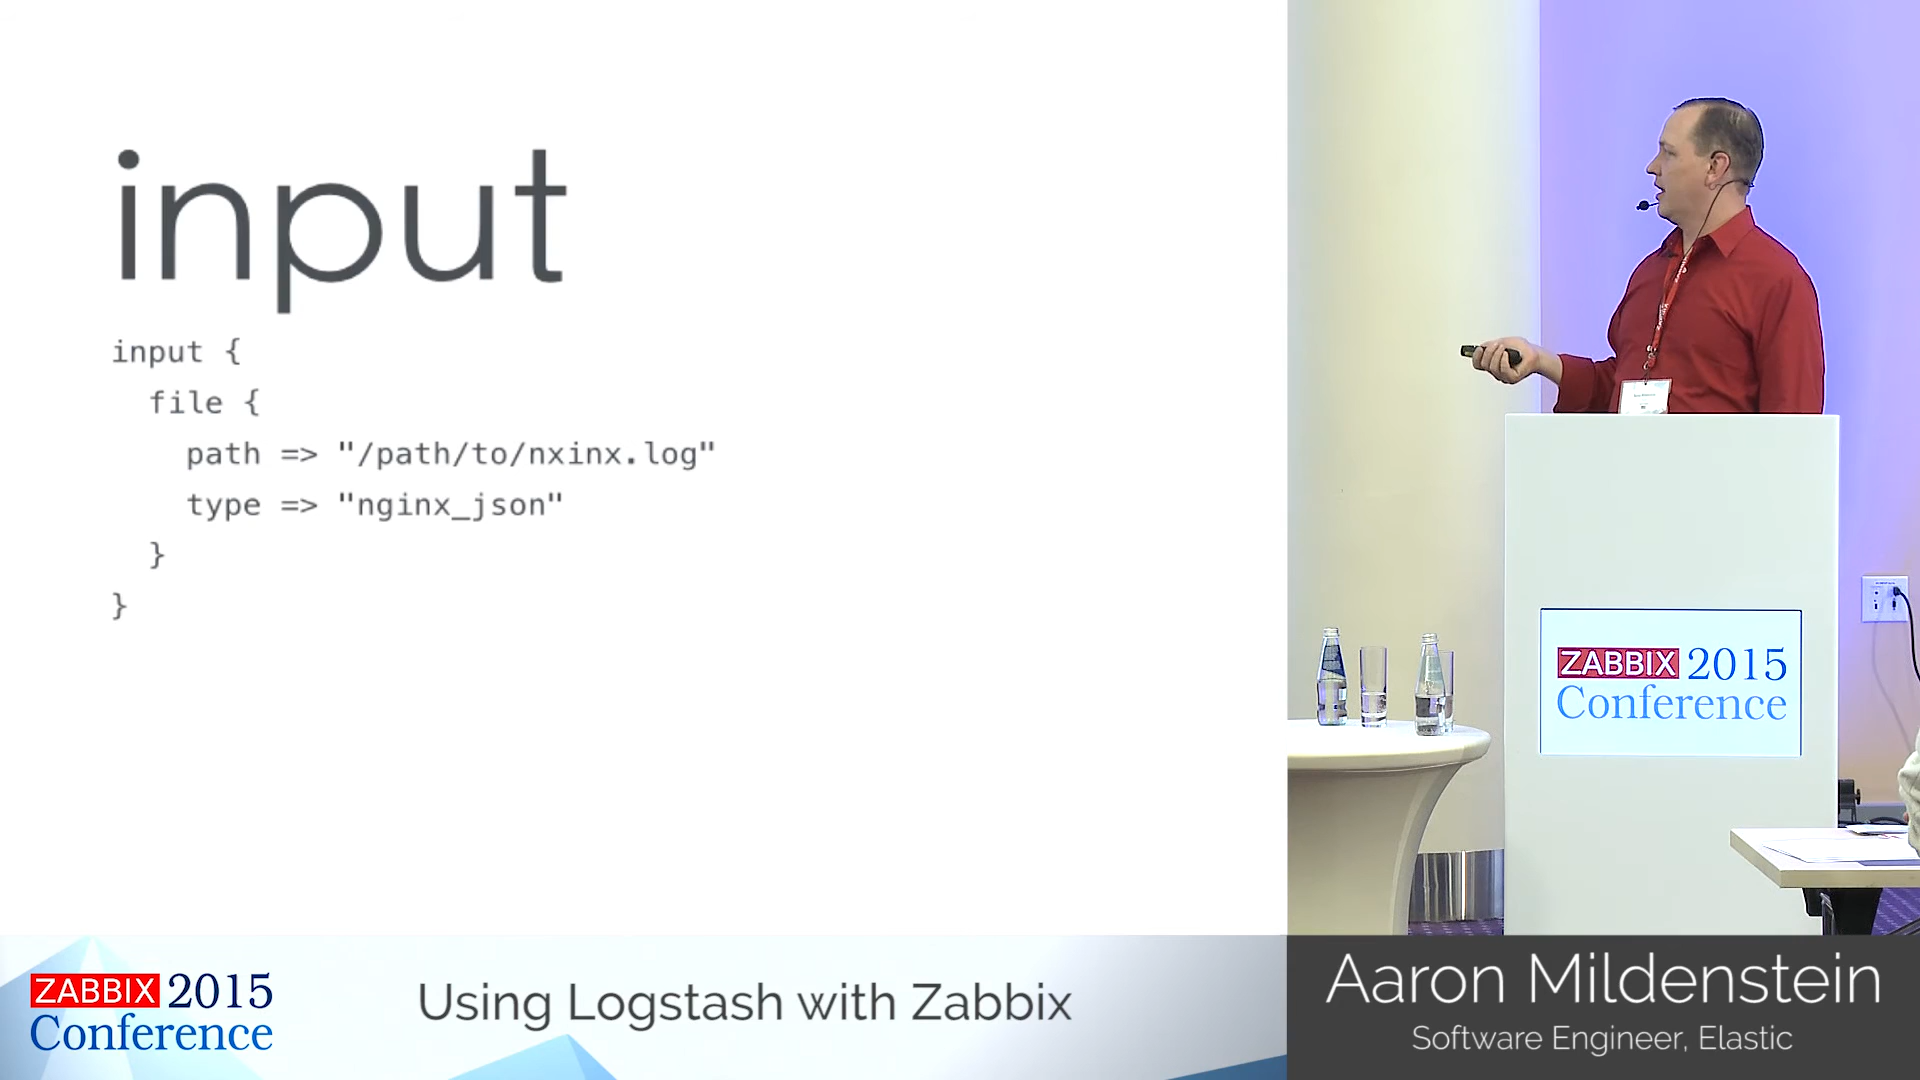 input
input {
file {
path => "/path/to/nxinx.log"
type => "nginx_json"
}
}
ZABBIX 2015
Conference
ZABBIX 2015
Conference
Using Logstash with Zabbix
Aaron Mildenstein
Software Engineer, Elastic